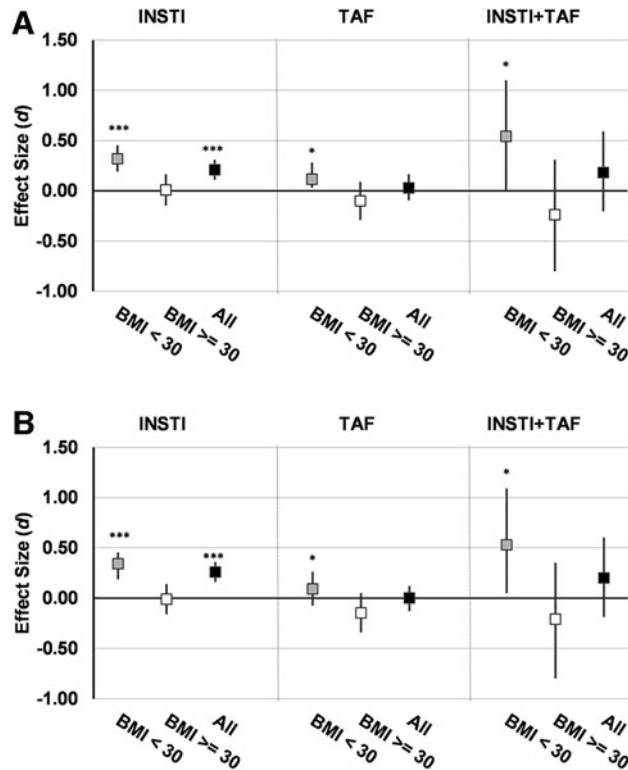 A
INSTI TAF INSTI+TAF
1.50
1.00
0.50
0.00
-0.50
-1.00
Effect Size (d)
*** *** * *
BMI < 30 BMI >= 30 All BMI < 30 BMI >= 30 All BMI < 30 BMI >= 30 All
B
INSTI TAF INSTI+TAF
1.50
1.00
0.50
0.00
-0.50
-1.00
Effect Size (d)
*** *** * *
BMI < 30 BMI >= 30 All BMI < 30 BMI >= 30 All BMI < 30 BMI >= 30 All